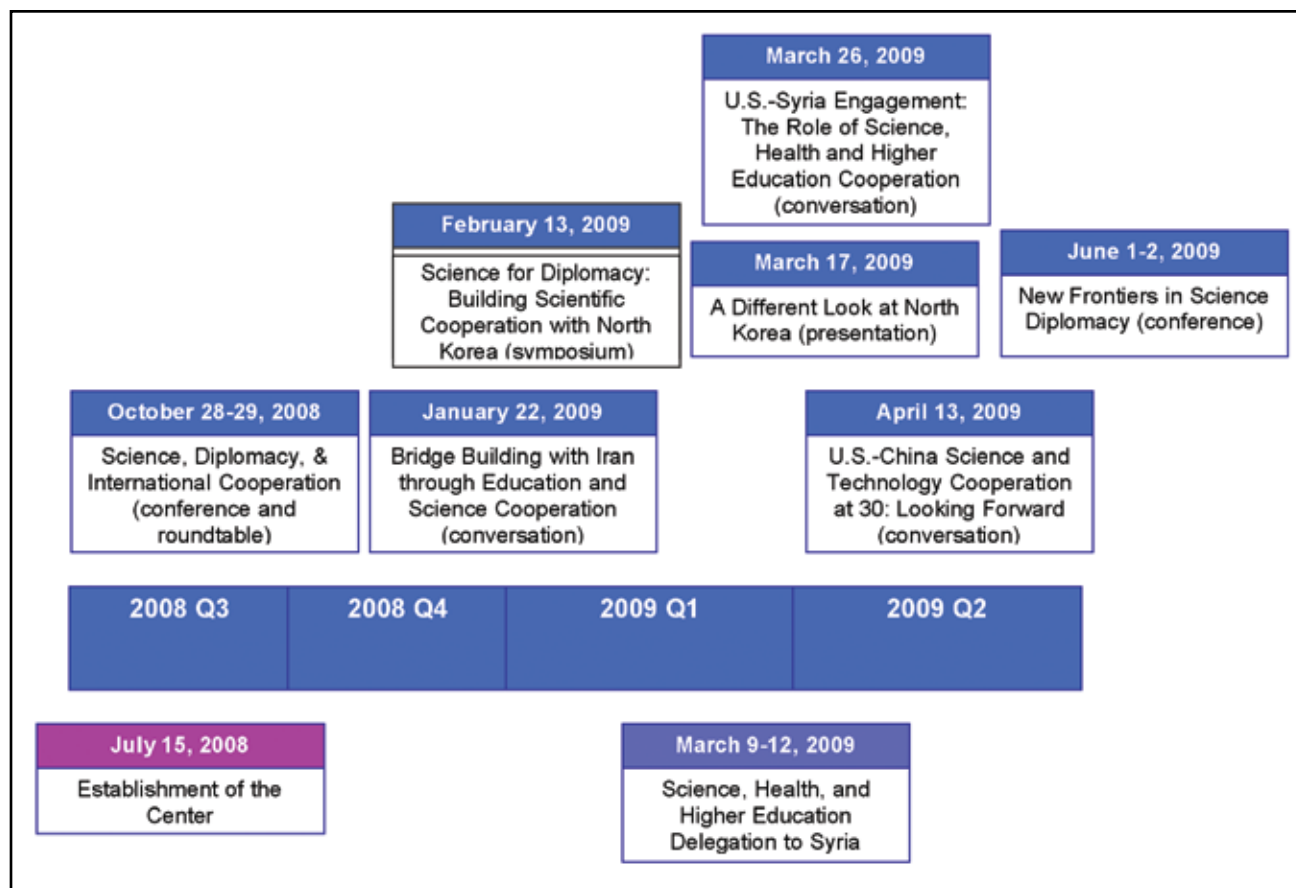 March 26, 2009
U.S.-Syria Engagement:
The Role of Science,
Health and Higher
Education Cooperation
(conversation)
February 13, 2009
Science for Diplomacy:
Building Scientific
Cooperation with North
Korea (symposium)
March 17, 2009
A Different Look at North
Korea (presentation)
June 1-2, 2009
New Frontiers in Science
Diplomacy (conference)
October 28-29, 2008
Science, Diplomacy, &
International Cooperation
(conference and
roundtable)
January 22, 2009
Bridge Building with Iran
through Education and
Science Cooperation
(conversation)
April 13, 2009
U.S.-China Science and
Technology Cooperation
at 30: Looking Forward
(conversation)
2008 Q3
2008 Q4
2009 Q1
2009 Q2
July 15, 2008
Establishment of the
Center
March 9-12, 2009
Science, Health, and
Higher Education
Delegation to Syria